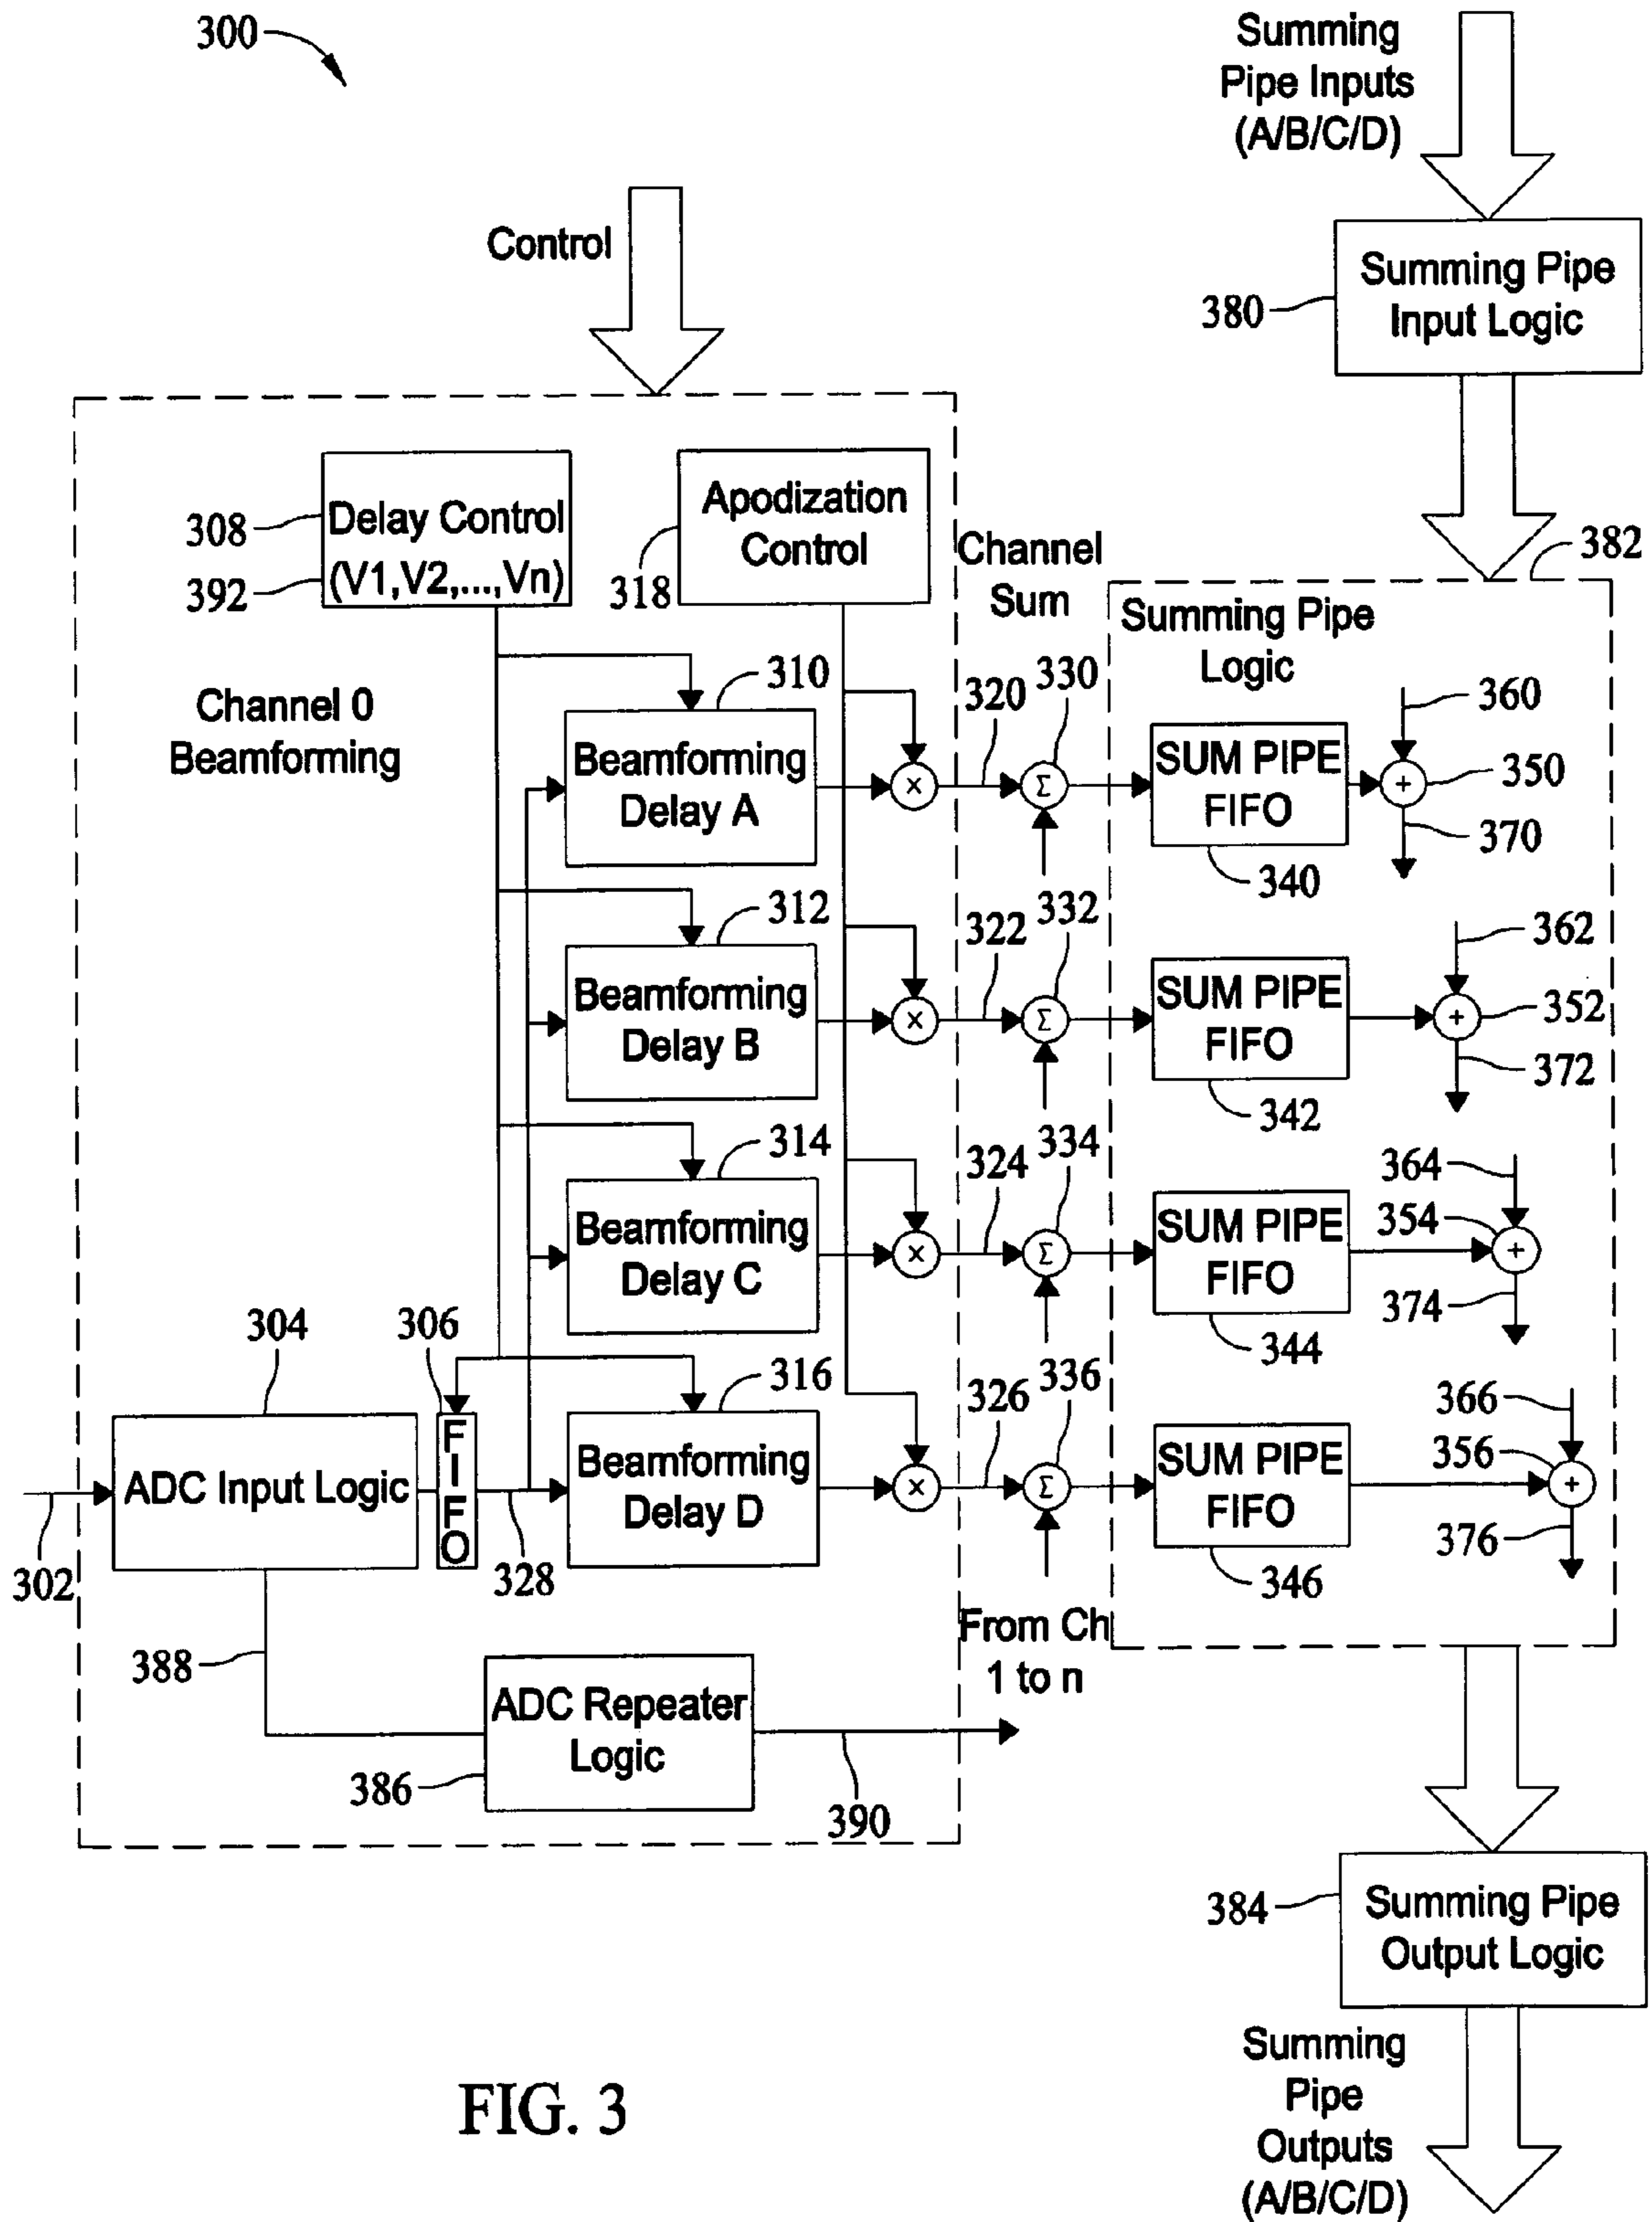 300
Summing
Pipe Inputs
(A/B/C/D)
Control
380
Summing Pipe
Input Logic
308
Delay Control
392
(V1,V2,...,Vn)
Apodization
Control
318
Channel
Sum
382
Summing Pipe
Logic
Channel 0
Beamforming
310
Beamforming
Delay A
×
320
330
Σ
SUM PIPE
FIFO
340
360
+
350
370
312
Beamforming
Delay B
×
322
332
Σ
SUM PIPE
FIFO
342
362
+
352
372
314
Beamforming
Delay C
×
324
334
Σ
SUM PIPE
FIFO
344
364
354
+
374
304
306
316
ADC Input Logic
302
FIFO
328
Beamforming
Delay D
×
326
336
Σ
SUM PIPE
FIFO
346
366
356
+
376
From Ch
1 to n
388
ADC Repeater
Logic
386
390
384
Summing Pipe
Output Logic
Summing
Pipe
Outputs
(A/B/C/D)
FIG. 3